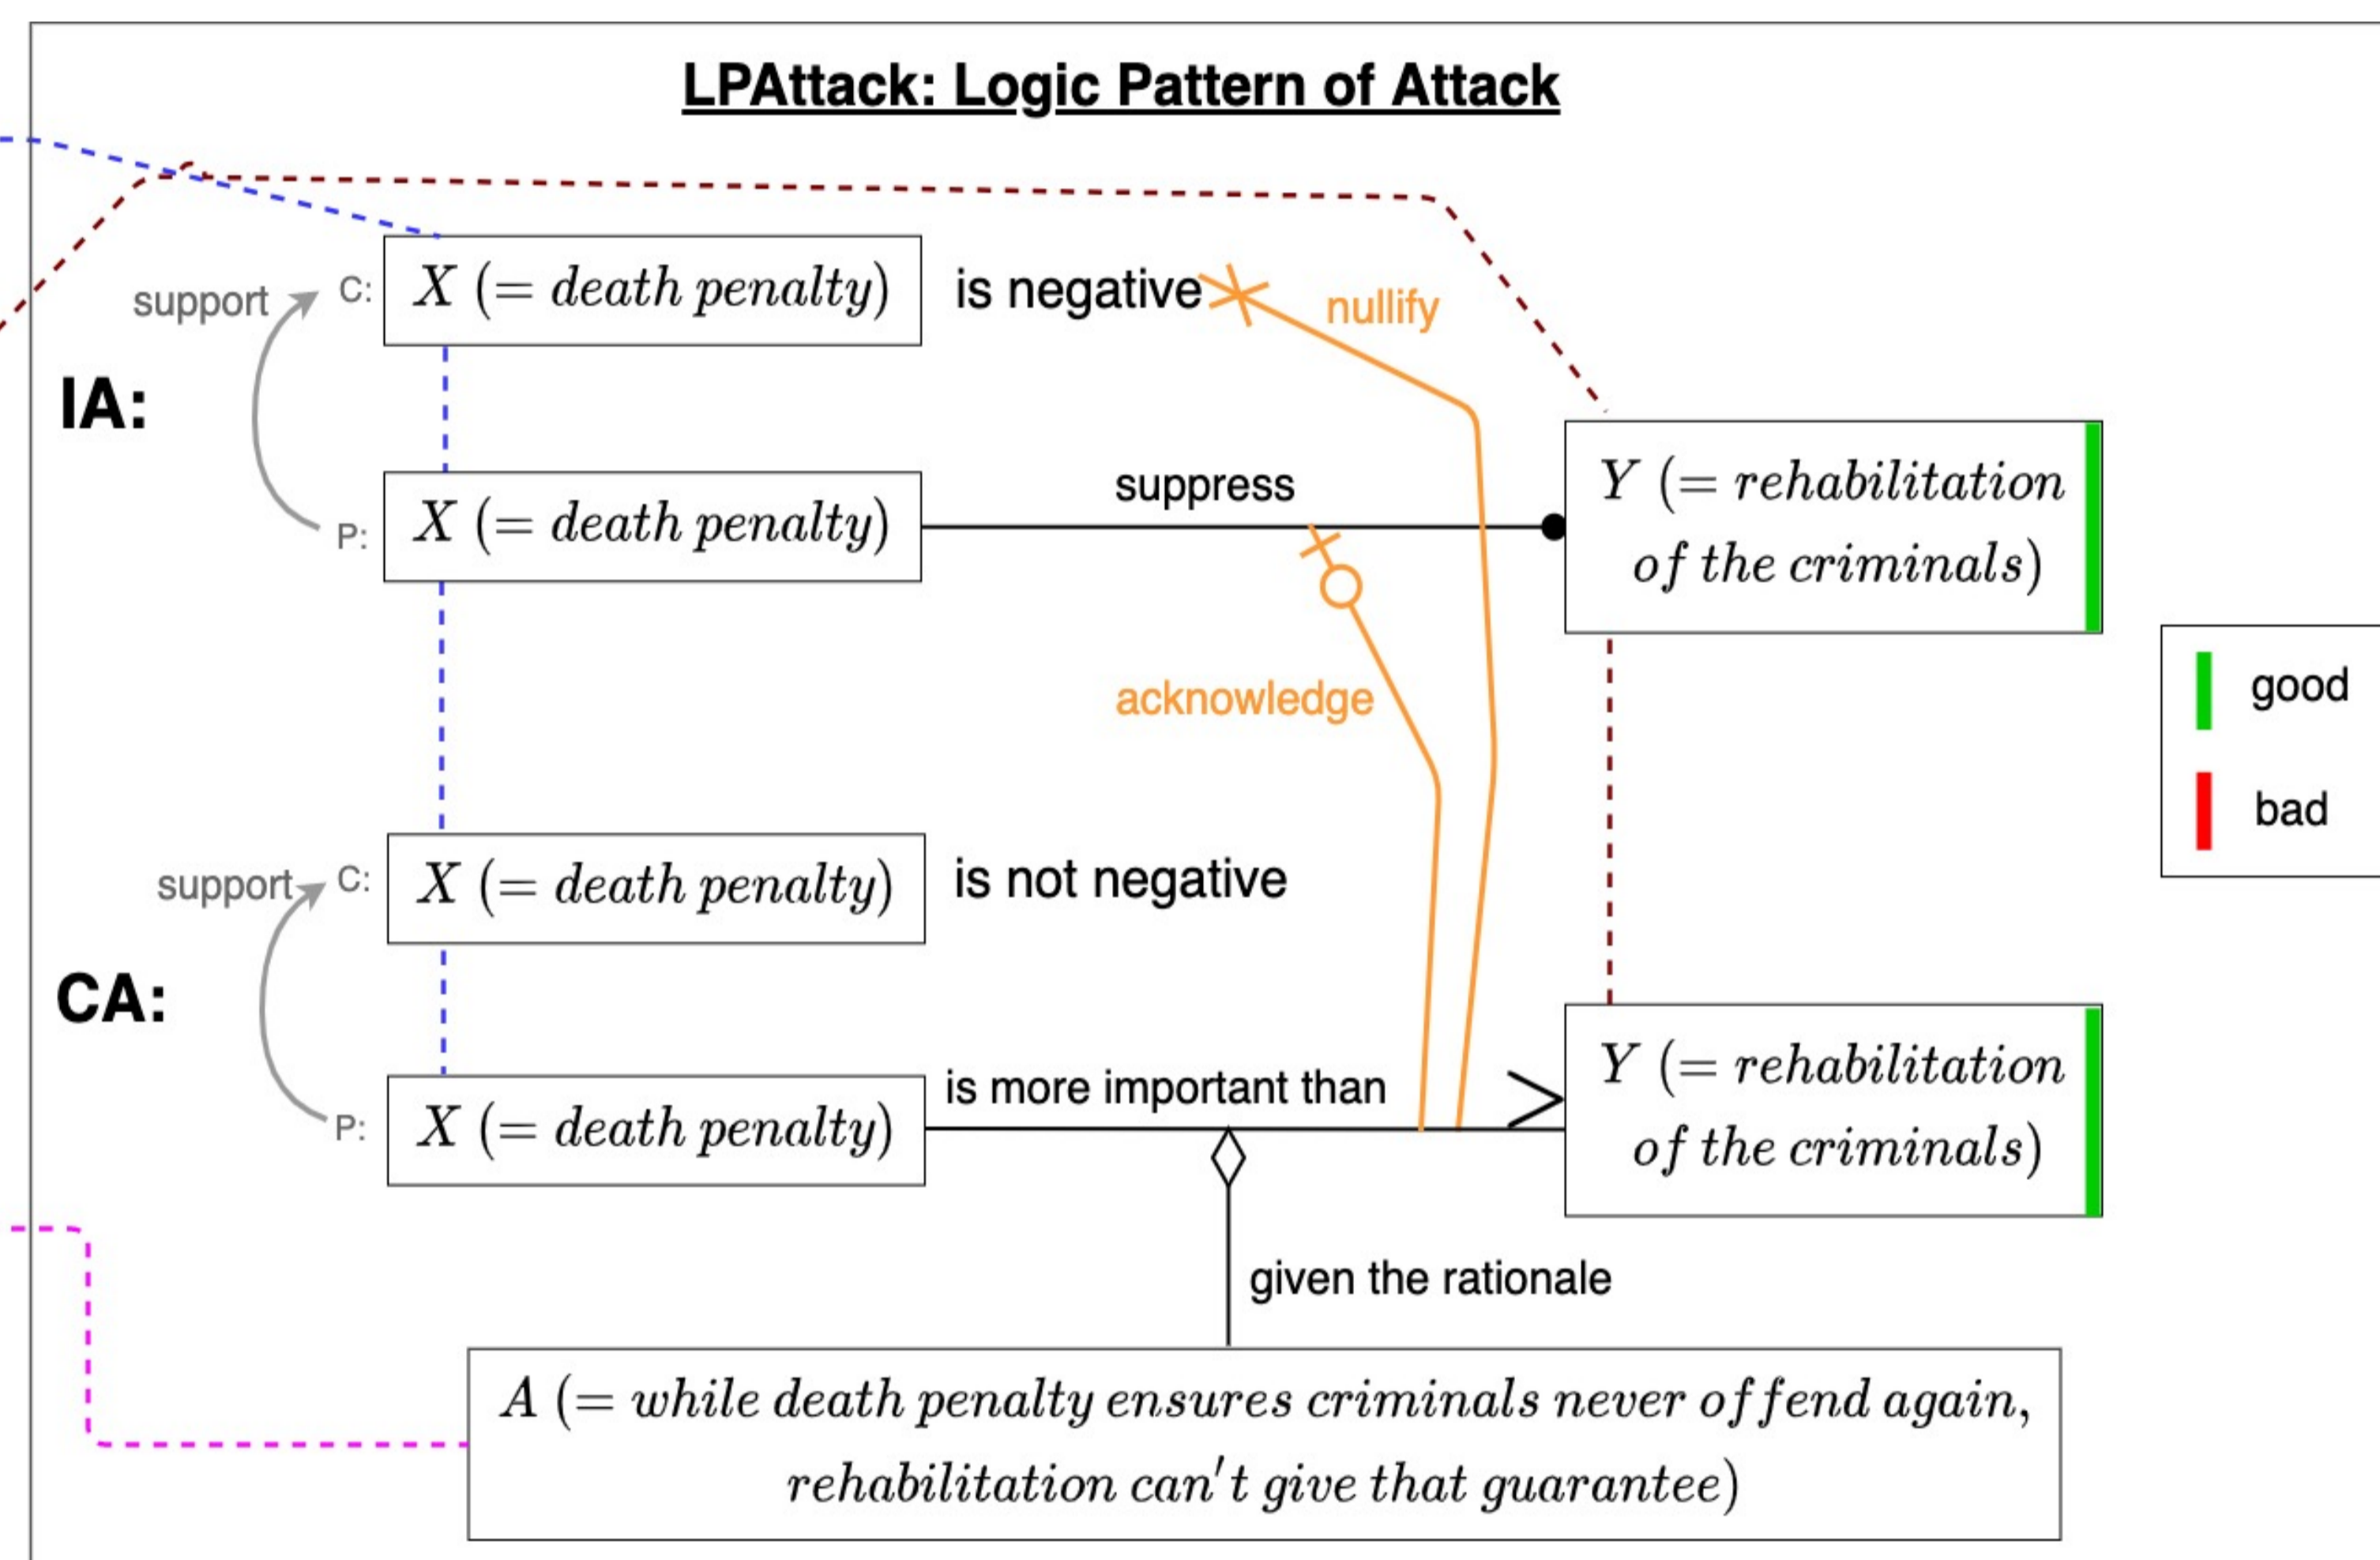 LPAttack: Logic Pattern of Attack
support C: X (= death penalty) is negative nullify
IA:
P: X (= death penalty) suppress Y (= rehabilitation
of the criminals)
acknowledge
good
bad
support C: X (= death penalty) is not negative
CA:
P: X (= death penalty) is more important than > Y (= rehabilitation
of the criminals)
given the rationale
A (= while death penalty ensures criminals never offend again,
rehabilitation can't give that guarantee)